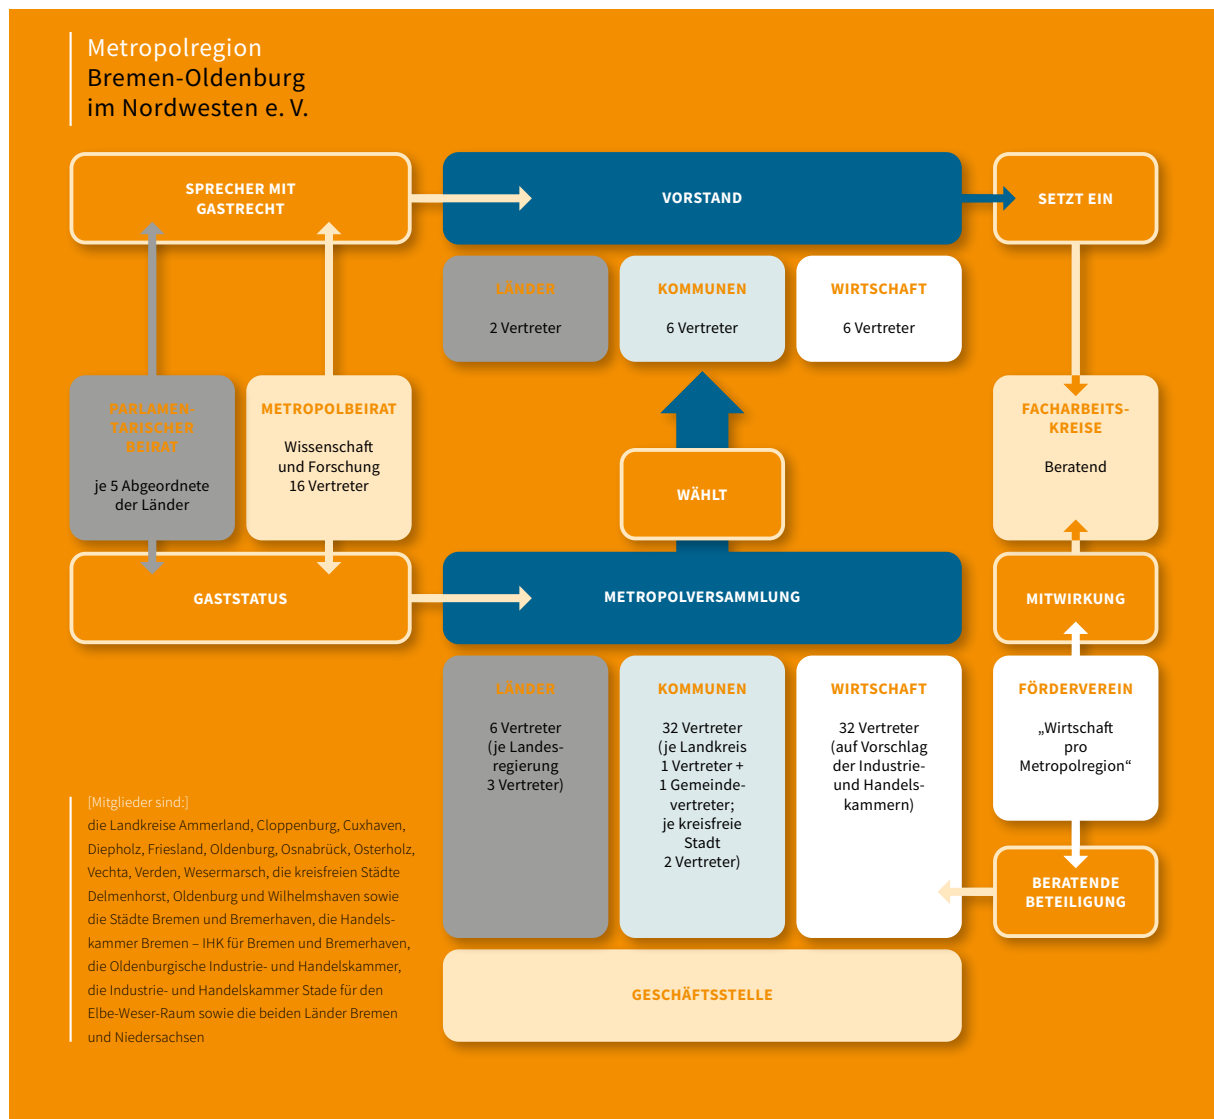 Metropolregion
Bremen-Oldenburg
im Nordwesten e. V.
SPRECHER MIT
GASTRECHT
VORSTAND
SETZT EIN
LÄNDER
2 Vertreter
KOMMUNEN
6 Vertreter
WIRTSCHAFT
6 Vertreter
PARLAMEN-
TARISCHER
BEIRAT
je 5 Abgeordnete
der Länder
METROPOLBEIRAT
Wissenschaft
und Forschung
16 Vertreter
WÄHLT
FACHARBEITS-
KREISE
Beratend
GASTSTATUS
METROPOLVERSAMMLUNG
MITWIRKUNG
LÄNDER
6 Vertreter
(je Landes-
regierung
3 Vertreter)
KOMMUNEN
32 Vertreter
(je Landkreis
1 Vertreter +
1 Gemeinde-
vertreter;
je kreisfreie
Stadt
2 Vertreter)
WIRTSCHAFT
32 Vertreter
(auf Vorschlag
der Industrie-
und Handels-
kammern)
FÖRDERVEREIN
„Wirtschaft
pro
Metropolregion“
BERATENDE
BETEILIGUNG
GESCHÄFTSSTELLE
[Mitglieder sind:]
die Landkreise Ammerland, Cloppenburg, Cuxhaven,
Diepholz, Friesland, Oldenburg, Osnabrück, Osterholz,
Vechta, Verden, Wesermarsch, die kreisfreien Städte
Delmenhorst, Oldenburg und Wilhelmshaven sowie
die Städte Bremen und Bremerhaven, die Handels-
kammer Bremen – IHK für Bremen und Bremerhaven,
die Oldenburgische Industrie- und Handelskammer,
die Industrie- und Handelskammer Stade für den
Elbe-Weser-Raum sowie die beiden Länder Bremen
und Niedersachsen